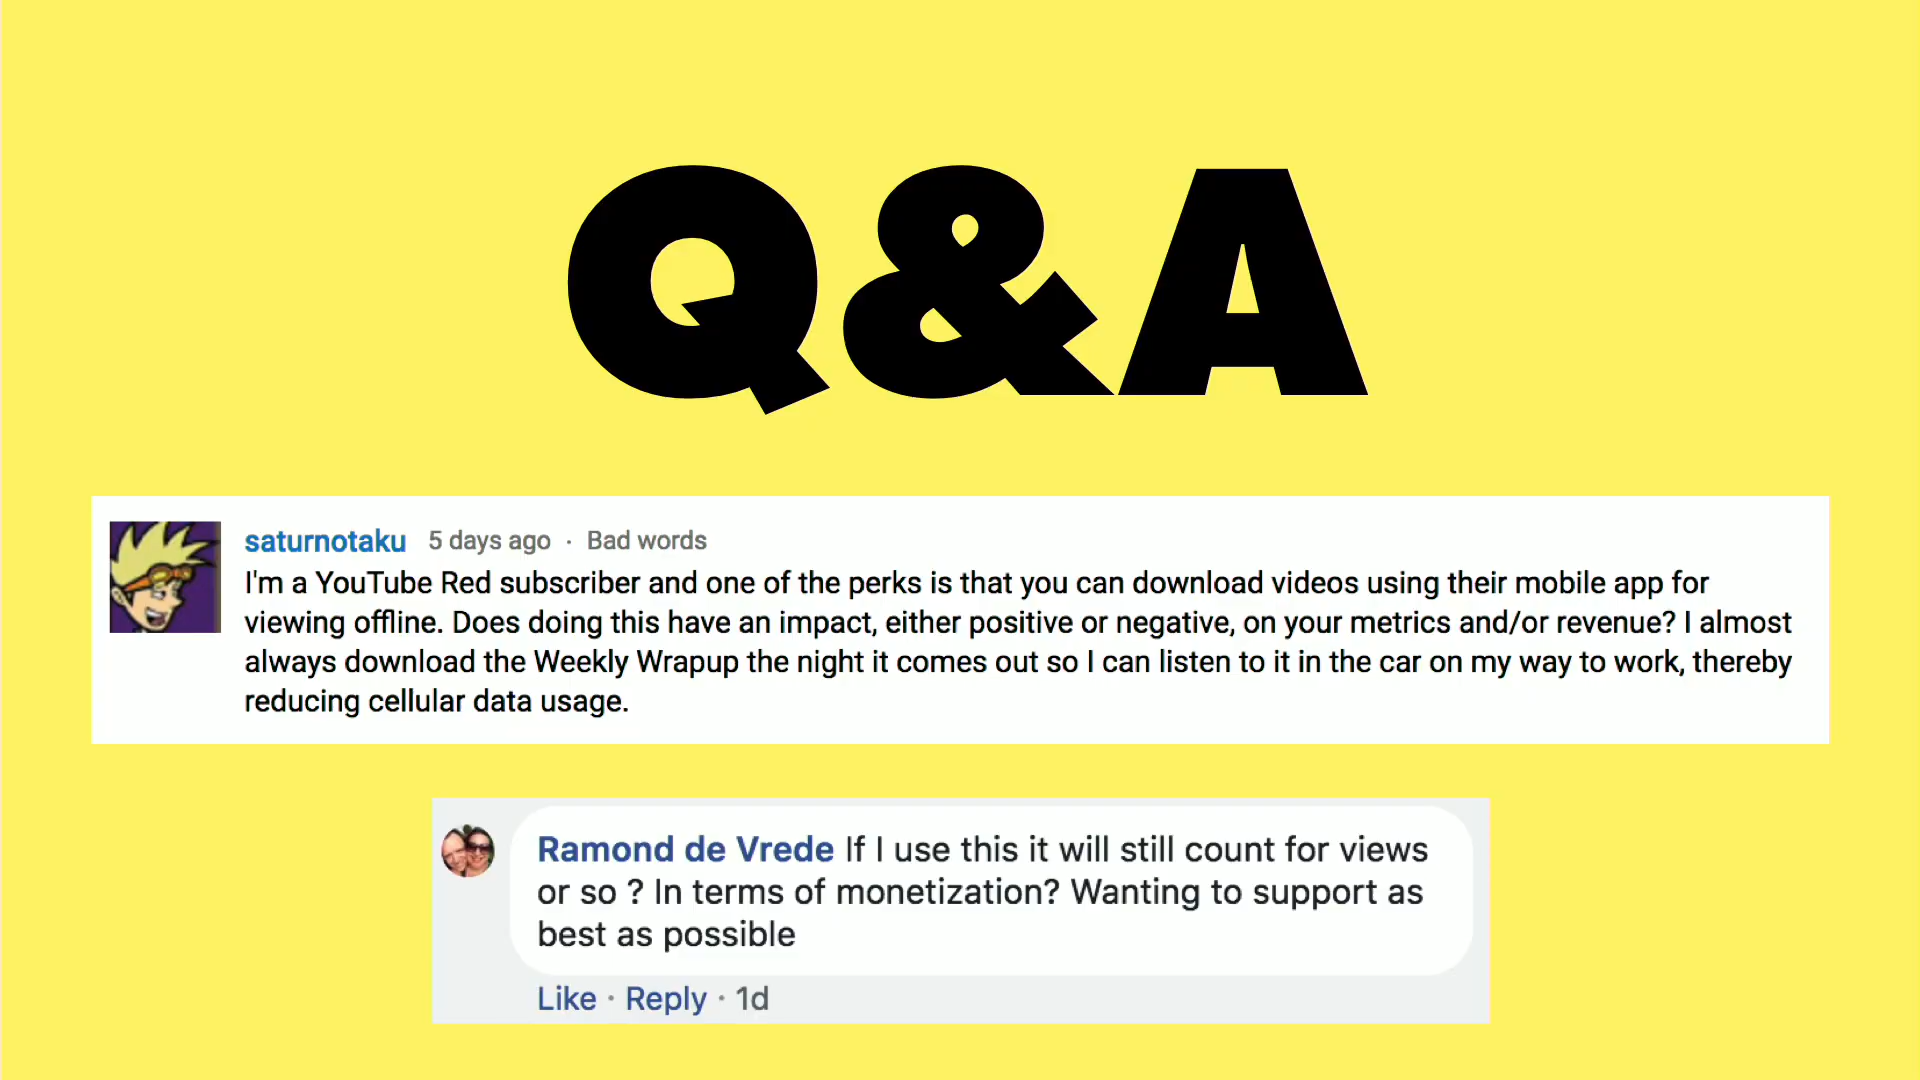 Q&A
saturnotaku 5 days ago · Bad words
I'm a YouTube Red subscriber and one of the perks is that you can download videos using their mobile app for
viewing offline. Does doing this have an impact, either positive or negative, on your metrics and/or revenue? I almost
always download the Weekly Wrapup the night it comes out so I can listen to it in the car on my way to work, thereby
reducing cellular data usage.
Ramond de Vrede If I use this it will still count for views
or so ? In terms of monetization? Wanting to support as
best as possible
Like · Reply · 1d